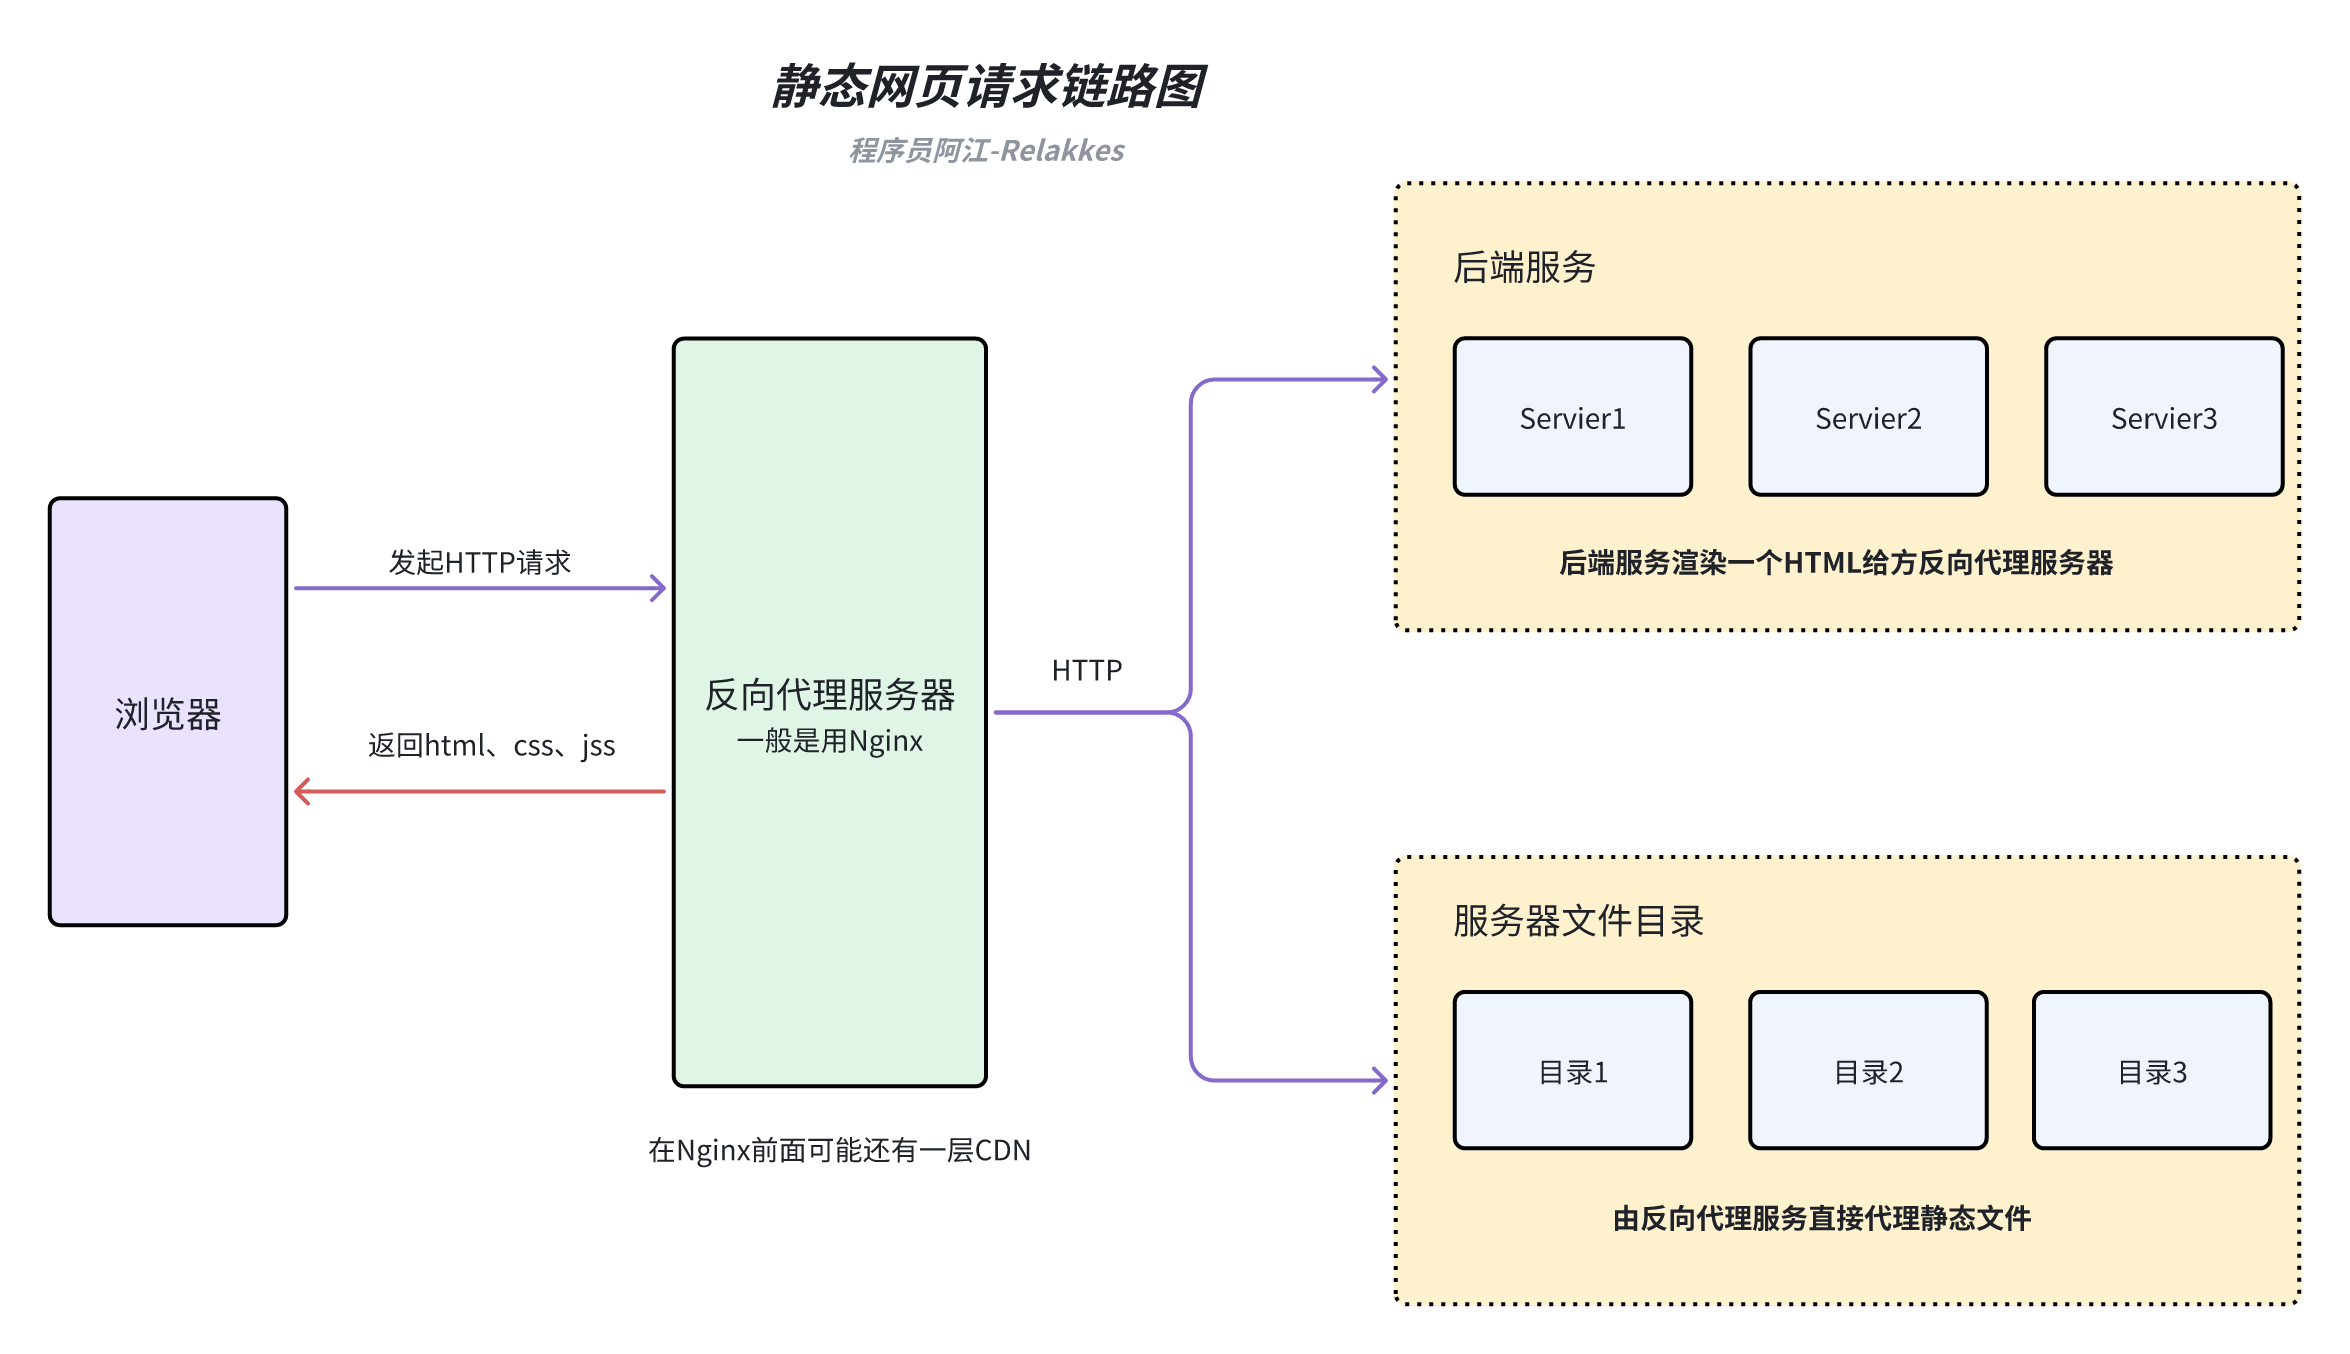 静态网页请求链路图
程序员阿江-Relakkes
后端服务
Servier1
Servier2
Servier3
后端服务渲染一个HTML给方反向代理服务器
发起HTTP请求
浏览器
返回html、css、jss
反向代理服务器
一般是用Nginx
HTTP
在Nginx前面可能还有一层CDN
服务器文件目录
目录1
目录2
目录3
由反向代理服务直接代理静态文件